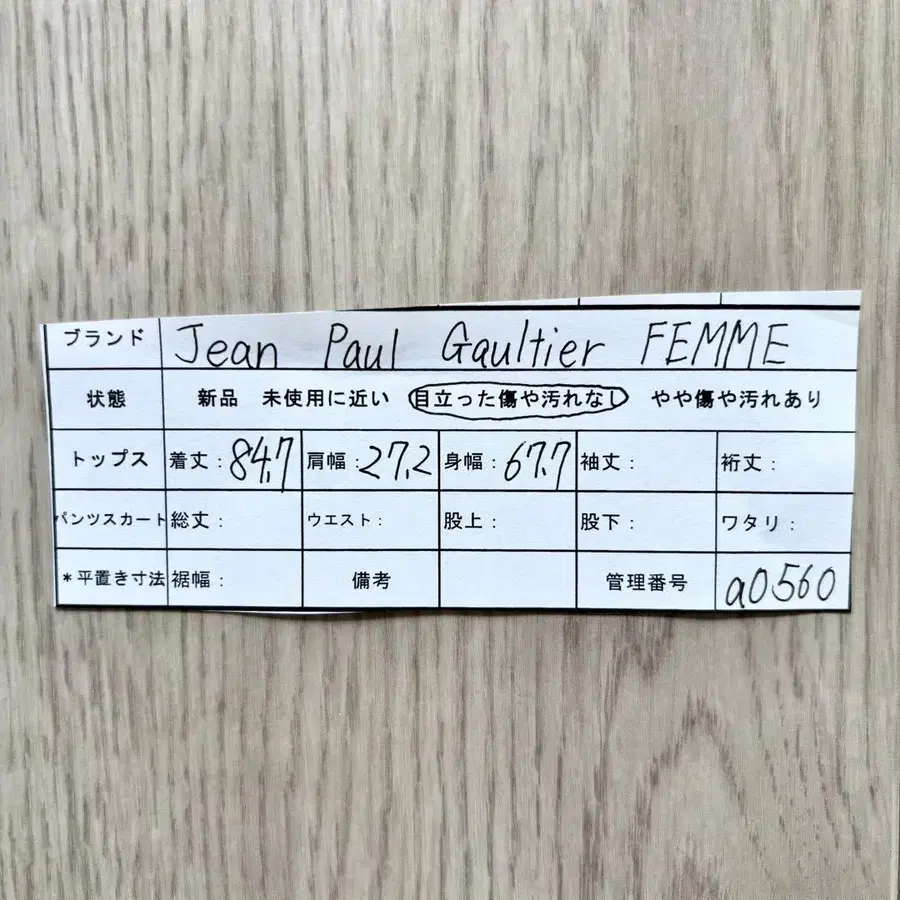 ブランド Jean Paul Gaultier FEMME
状態 新品 未使用に近い 目立った傷や汚れなし やや傷や汚れあり
トップス 着丈：84,7 肩幅：27,2 身幅：67,7 袖丈： 裄丈：
パンツスカート 総丈： ウエスト： 股上： 股下： ワタリ：
*平置き寸法 裾幅： 備考 管理番号 a0560